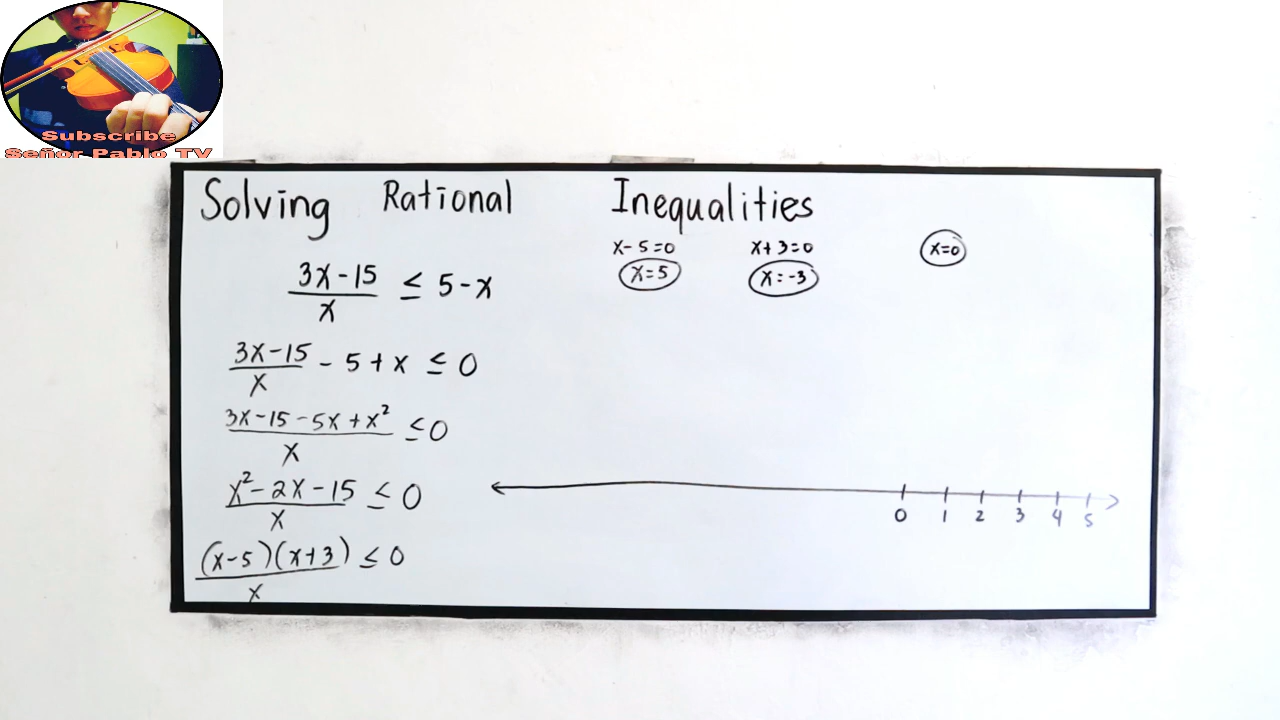 Subscribe
Señor Pablo TV
Solving Rational Inequalities
x-5=0 x+3=0 x=0
x=5 x=-3
(3x-15)/x ≤ 5-x
(3x-15)/x - 5 + x ≤ 0
(3x-15-5x+x²)/x ≤ 0
(x²-2x-15)/x ≤ 0
0 1 2 3 4 5
(x-5)(x+3)/x ≤ 0